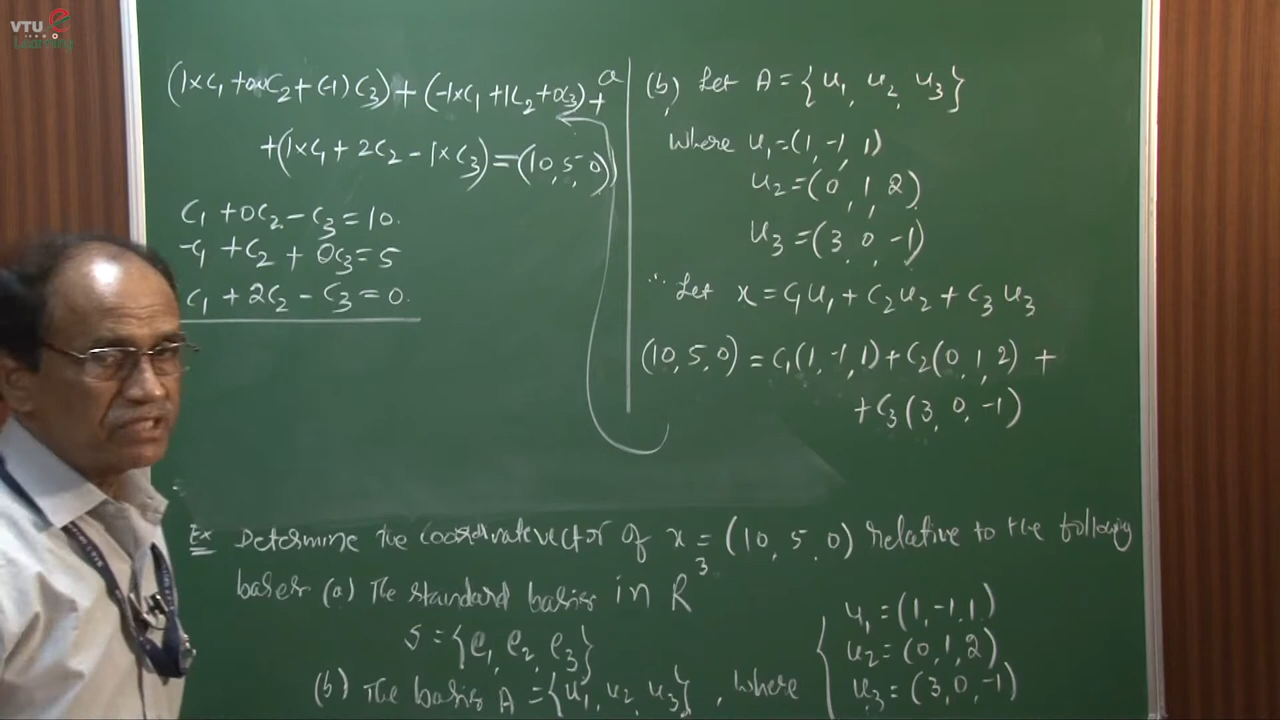 VTU e
Learning
(1×C₁ + 0×C₂ + (-1) C₃) + (-1×C₁ + 1C₂ + 0C₃) +
+ (1×C₁ + 2C₂ - 1×C₃) = (10, 5, 0)
C₁ + 0C₂ - C₃ = 10.
-C₁ + C₂ + 0C₃ = 5
C₁ + 2C₂ - C₃ = 0.
(b) Let A = {u₁, u₂, u₃}
Where u₁ = (1, -1, 1)
u₂ = (0, 1, 2)
u₃ = (3, 0, -1)
∴ Let x = C₁u₁ + C₂u₂ + C₃u₃
(10, 5, 0) = C₁(1, -1, 1) + C₂(0, 1, 2) +
+ C₃(3, 0, -1)
Ex Determine the coordinate vector of x = (10, 5, 0) relative to the following
bases (a) The standard basis in R³
S = {e₁, e₂, e₃}
(b) The basis A = {u₁, u₂, u₃}, where
u₁ = (1, -1, 1)
u₂ = (0, 1, 2)
u₃ = (3, 0, -1)